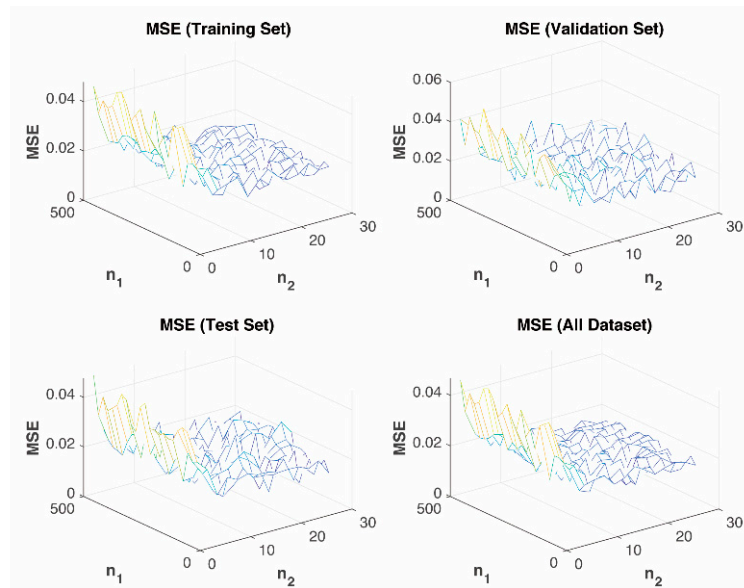 MSE (Training Set)
MSE
0.04
0.02
0
500
n₁
0
0
10
20
30
n₂
MSE (Validation Set)
MSE
0.06
0.04
0.02
0
500
n₁
0
0
10
20
30
n₂
MSE (Test Set)
MSE
0.04
0.02
0
500
n₁
0
0
10
20
30
n₂
MSE (All Dataset)
MSE
0.04
0.02
0
500
n₁
0
0
10
20
30
n₂